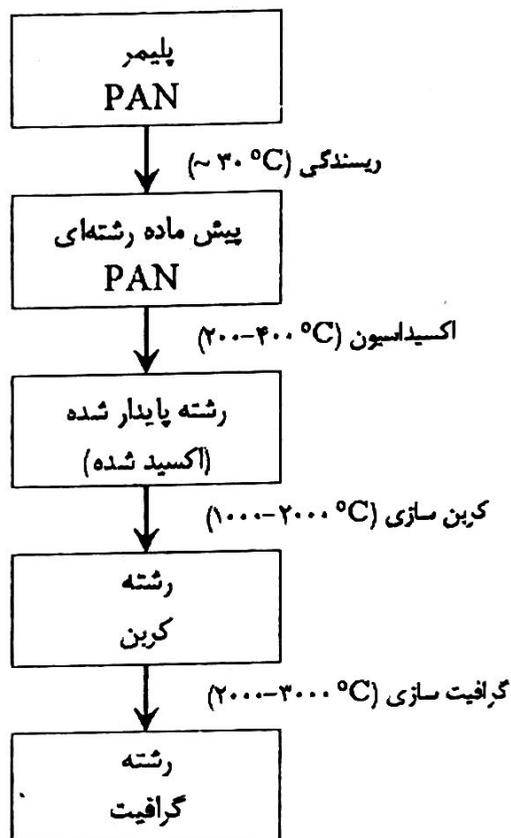 پلیمر
PAN
ریسندگی (~ ۳۰ °C)
پیش ماده رشته‌ای
PAN
اکسیداسیون (۲۰۰-۴۰۰ °C)
رشته پایدار شده
(اکسید شده)
کربن سازی (۱۰۰۰-۲۰۰۰ °C)
رشته
کربن
گرافیت سازی (۲۰۰۰-۳۰۰۰ °C)
رشته
گرافیت